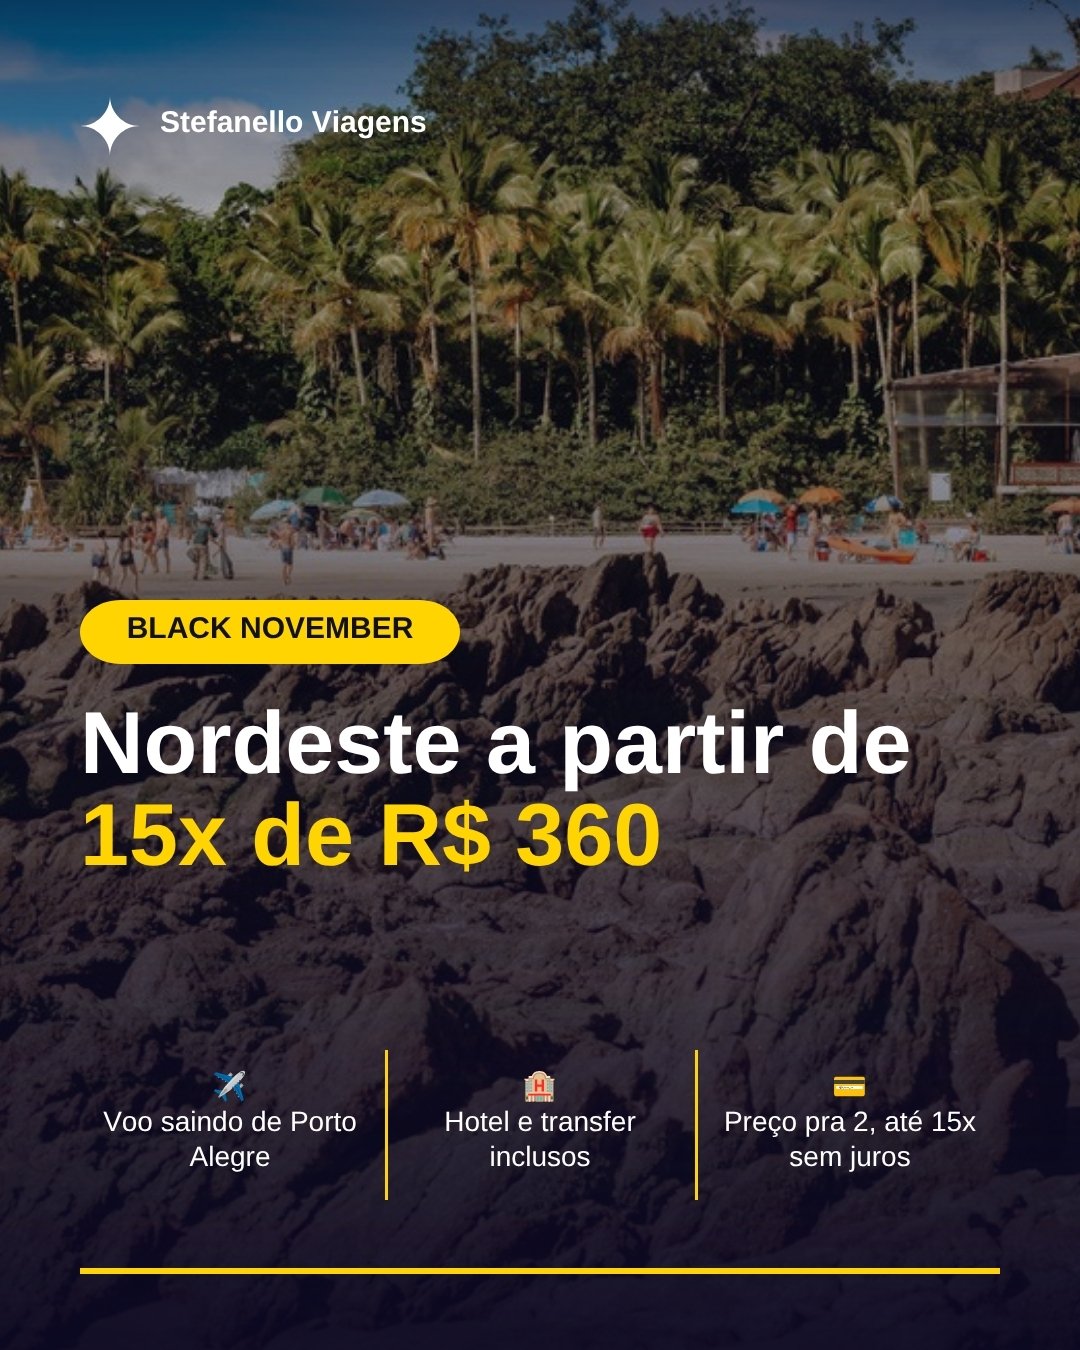 Stefanello Viagens
BLACK NOVEMBER
Nordeste a partir de
15x de R$ 360
Voo saindo de Porto
Alegre
Hotel e transfer
inclusos
Preço pra 2, até 15x
sem juros